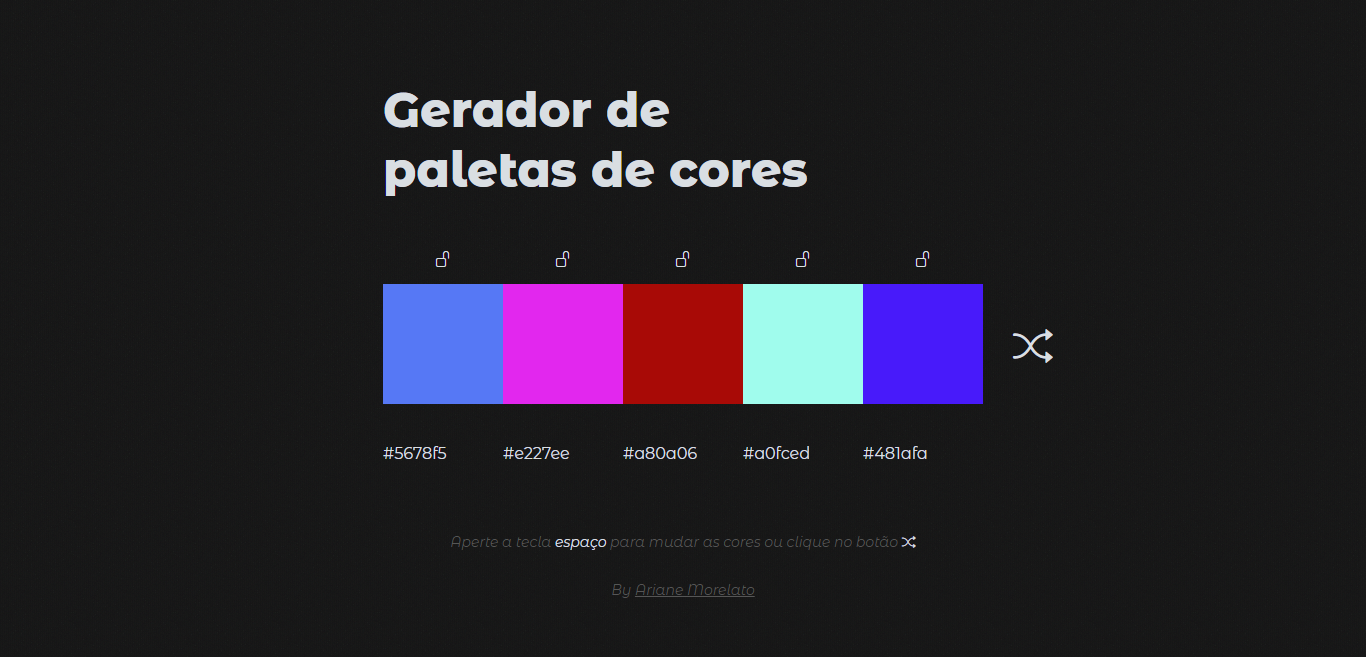 Gerador de
paletas de cores
#5678f5 #e227ee #a80a06 #a0fced #481afa
Aperte a tecla espaço para mudar as cores ou clique no botão
By Ariane Morelato